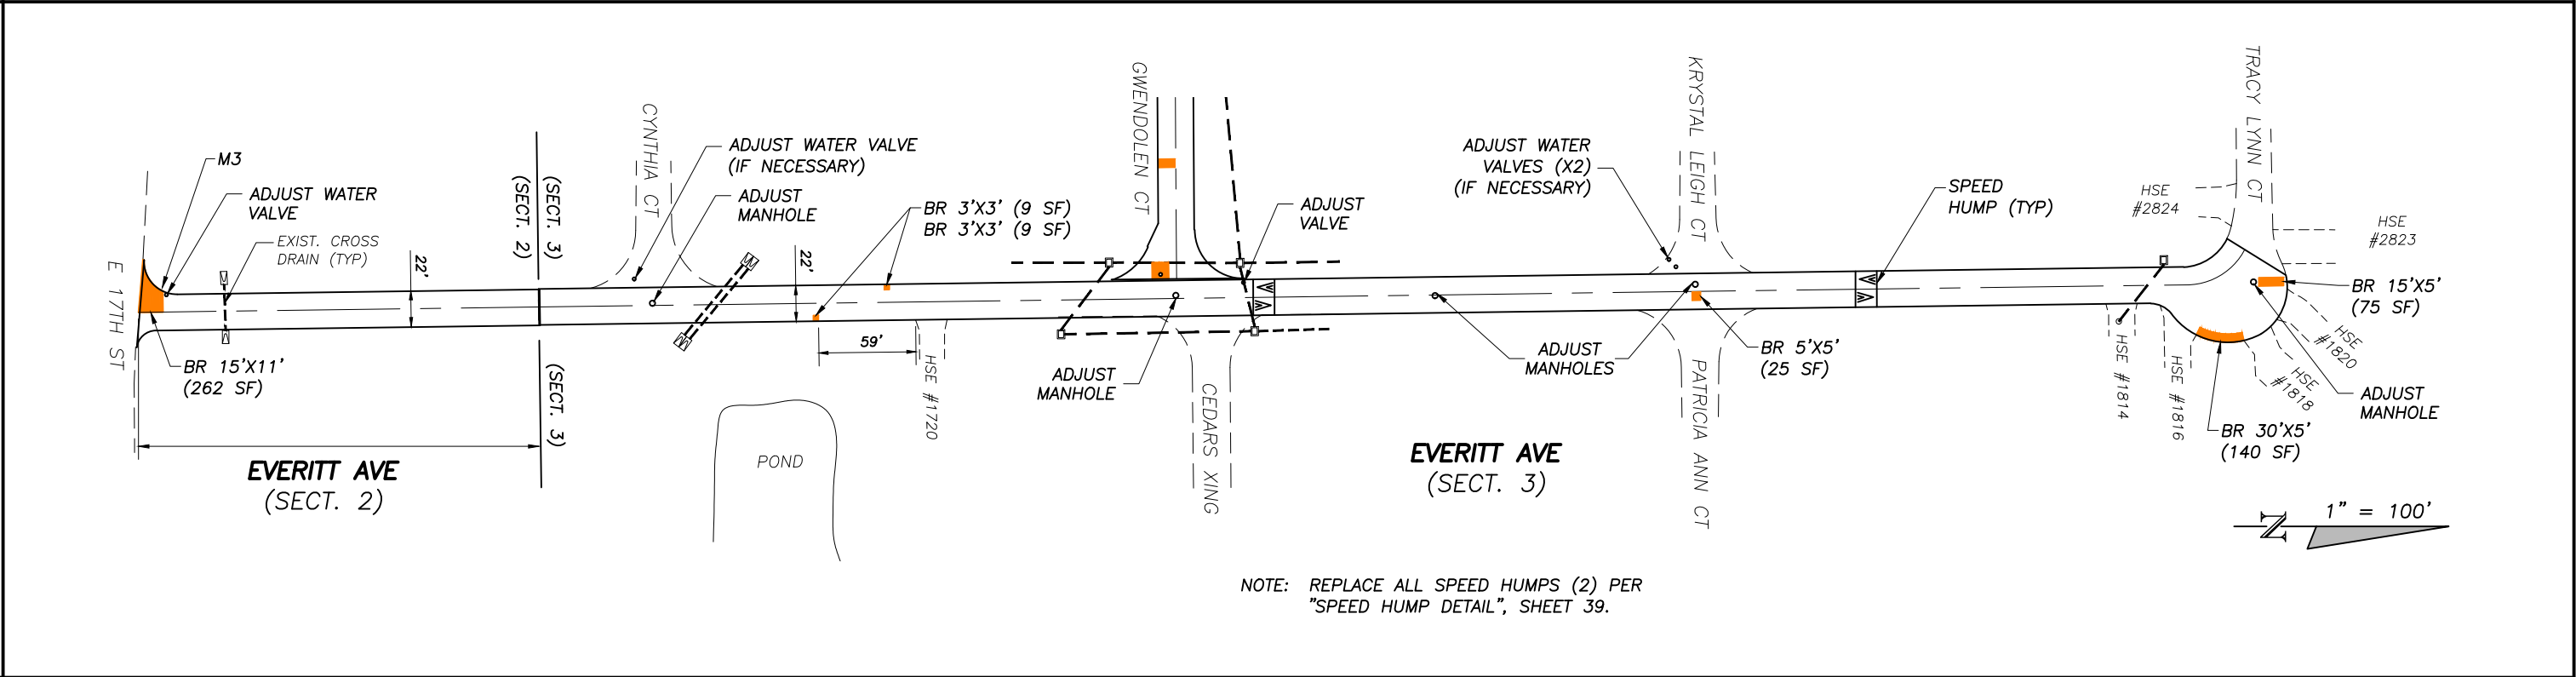 M3
ADJUST WATER
VALVE
EXIST. CROSS
DRAIN (TYP)
E 17TH ST
BR 15'X11'
(262 SF)
22'
(SECT. 2)
(SECT. 3)
(SECT. 3)
EVERITT AVE
(SECT. 2)
CYNTHIA CT
ADJUST WATER VALVE
(IF NECESSARY)
ADJUST
MANHOLE
22'
BR 3'X3' (9 SF)
BR 3'X3' (9 SF)
59'
HSE #1720
POND
GWENDOLEN CT
ADJUST
VALVE
ADJUST
MANHOLE
CEDARS XING
ADJUST WATER
VALVES (X2)
(IF NECESSARY)
KRYSTAL LEIGH CT
ADJUST
MANHOLES
BR 5'X5'
(25 SF)
PATRICIA ANN CT
EVERITT AVE
(SECT. 3)
SPEED
HUMP (TYP)
TRACY LYNN CT
HSE
#2824
HSE
#2823
BR 15'X5'
(75 SF)
HSE
#1820
HSE
#1818
HSE #1816
HSE #1814
ADJUST
MANHOLE
BR 30'X5'
(140 SF)
N
1" = 100'
NOTE: REPLACE ALL SPEED HUMPS (2) PER
"SPEED HUMP DETAIL", SHEET 39.